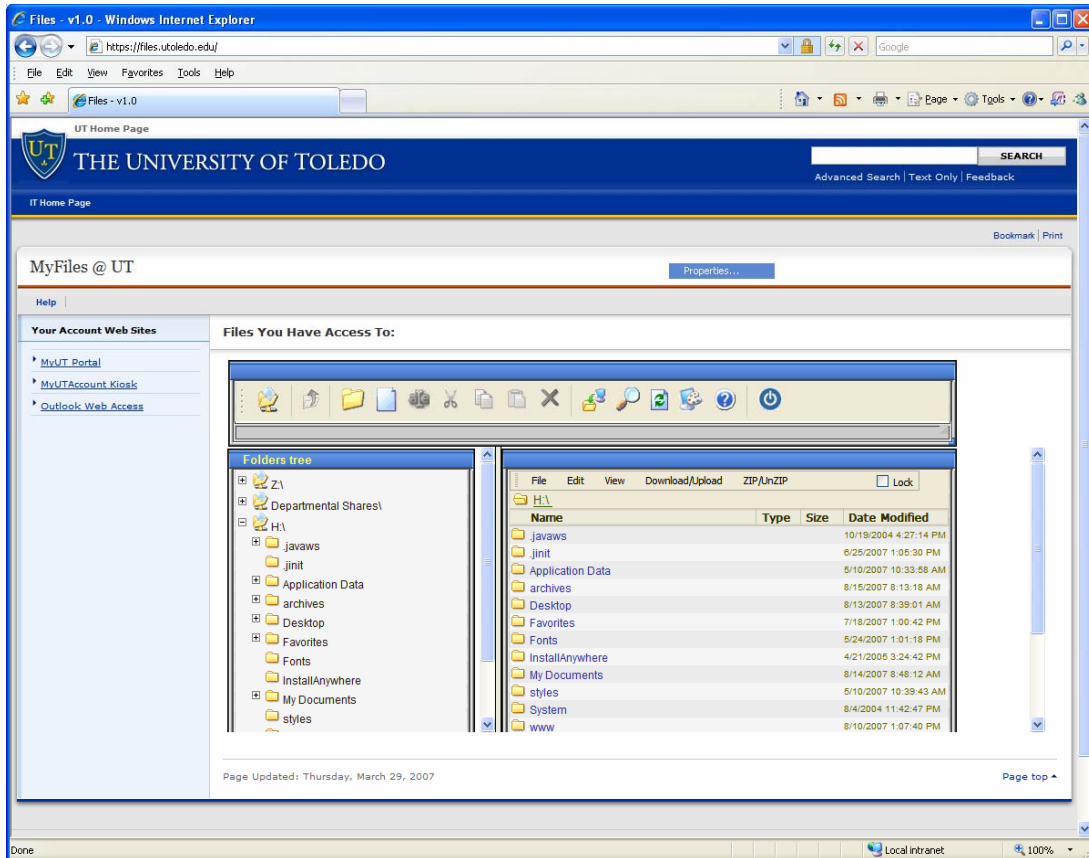 Files - v1.0 - Windows Internet Explorer
https://files.utoledo.edu/
Google
File Edit View Favorites Tools Help
Files - v1.0
Page Tools
UT Home Page
UT
THE UNIVERSITY OF TOLEDO
SEARCH
Advanced Search | Text Only | Feedback
IT Home Page
Bookmark | Print
MyFiles @ UT
Properties...
Help
Your Account Web Sites
MyUT Portal
MyUTAccount Kiosk
Outlook Web Access
Files You Have Access To:
Folders tree
Z:\
Departmental Shares\
H:\
.javaws
.jinit
Application Data
archives
Desktop
Favorites
Fonts
InstallAnywhere
My Documents
styles
File Edit View Download/Upload ZIP/UnZIP Lock
H:\
Name Type Size Date Modified
.javaws 10/19/2004 4:27:14 PM
.jinit 6/25/2007 1:05:30 PM
Application Data 5/10/2007 10:33:58 AM
archives 8/15/2007 8:13:18 AM
Desktop 8/13/2007 8:39:01 AM
Favorites 7/18/2007 1:00:42 PM
Fonts 5/24/2007 1:01:18 PM
InstallAnywhere 4/21/2005 3:24:42 PM
My Documents 8/14/2007 8:48:12 AM
styles 5/10/2007 10:39:43 AM
System 8/4/2004 11:42:47 PM
www 8/10/2007 1:07:40 PM
Page Updated: Thursday, March 29, 2007
Page top
Done
Local intranet
100%